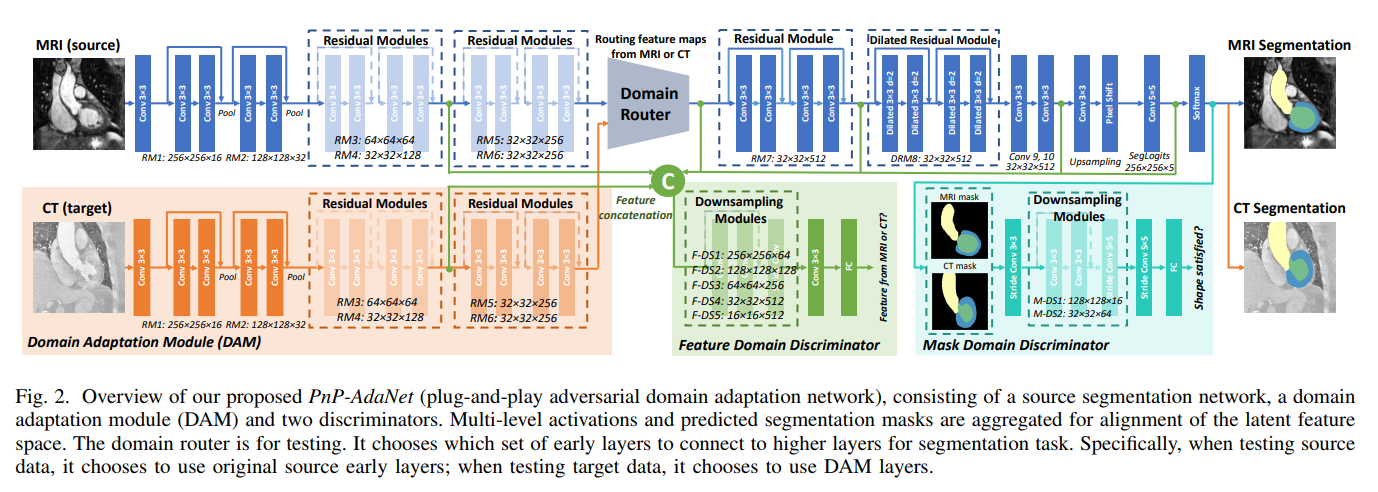 MRI (source)
Conv 3×3
Conv 3×3
Conv 3×3
Pool
Conv 3×3
Conv 3×3
Pool
RM1: 256×256×16
RM2: 128×128×32
Residual Modules
Conv 3×3
Conv 3×3
Conv 3×3
Conv 3×3
RM3: 64×64×64
RM4: 32×32×128
Residual Modules
Conv 3×3
Conv 3×3
Conv 3×3
Conv 3×3
RM5: 32×32×256
RM6: 32×32×256
Routing feature maps
from MRI or CT
Domain
Router
Residual Module
Conv 3×3
Conv 3×3
Conv 3×3
Conv 3×3
RM7: 32×32×512
Dilated Residual Module
Dilated 3×3 d=2
Dilated 3×3 d=2
Dilated 3×3 d=2
Dilated 3×3 d=2
DRM8: 32×32×512
Conv 3×3
Conv 3×3
Conv 9, 10
32×32×512
Conv 3×3
Pixel Shift
Upsampling
Conv 5×5
SegLogits
256×256×5
Softmax
MRI Segmentation
CT (target)
Conv 3×3
Conv 3×3
Conv 3×3
Pool
Conv 3×3
Conv 3×3
Pool
RM1: 256×256×16
RM2: 128×128×32
Residual Modules
Conv 3×3
Conv 3×3
Conv 3×3
Conv 3×3
RM3: 64×64×64
RM4: 32×32×128
Residual Modules
Conv 3×3
Conv 3×3
Conv 3×3
Conv 3×3
RM5: 32×32×256
RM6: 32×32×256
Domain Adaptation Module (DAM)
C
Feature
concatenation
Downsampling
Modules
F-DS1: 256×256×64
F-DS2: 128×128×128
F-DS3: 64×64×256
F-DS4: 32×32×512
F-DS5: 16×16×512
Conv 3×3
FC
Feature from MRI or CT?
Feature Domain Discriminator
MRI mask
CT mask
Stride Conv 3×3
Downsampling
Modules
Conv 3×3
Conv 3×3
Stride Conv 5×5
M-DS1: 128×128×16
M-DS2: 32×32×64
Stride Conv 5×5
FC
Shape satisfied?
Mask Domain Discriminator
CT Segmentation
Fig. 2. Overview of our proposed PnP-AdaNet (plug-and-play adversarial domain adaptation network), consisting of a source segmentation network, a domain
adaptation module (DAM) and two discriminators. Multi-level activations and predicted segmentation masks are aggregated for alignment of the latent feature
space. The domain router is for testing. It chooses which set of early layers to connect to higher layers for segmentation task. Specifically, when testing source
data, it chooses to use original source early layers; when testing target data, it chooses to use DAM layers.